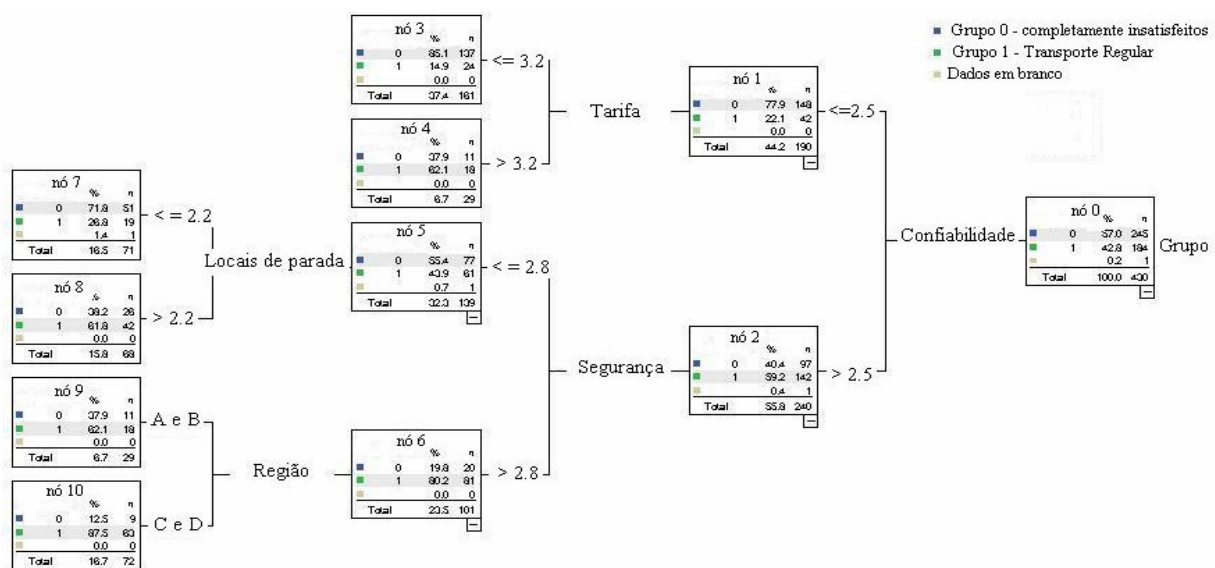 Grupo 0 - completamente insatisfeitos
Grupo 1 - Transporte Regular
Dados em branco
nó 3
% n
0 85.1 137
1 14.9 24
0.0 0
Total 37.4 161
<= 3.2
nó 4
% n
0 37.9 11
1 62.1 18
0.0 0
Total 6.7 29
> 3.2
Tarifa
nó 1
% n
0 77.9 148
1 22.1 42
0.0 0
Total 44.2 190
<=2.5
nó 7
% n
0 71.8 51
1 26.8 19
1.4 1
Total 16.5 71
< = 2.2
nó 8
% n
0 38.2 26
1 61.8 42
0.0 0
Total 15.8 68
> 2.2
Locais de parada
nó 5
% n
0 55.4 77
1 43.9 61
0.7 1
Total 32.3 139
<= 2.8
Confiabilidade
nó 0
% n
0 57.0 245
1 42.8 184
0.2 1
Total 100.0 430
Grupo
Segurança
nó 2
% n
0 40.4 97
1 59.2 142
0.4 1
Total 55.8 240
> 2.5
nó 9
% n
0 37.9 11
1 62.1 18
0.0 0
Total 6.7 29
A e B
nó 10
% n
0 12.5 9
1 87.5 63
0.0 0
Total 16.7 72
C e D
Região
nó 6
% n
0 19.8 20
1 80.2 81
0.0 0
Total 23.5 101
> 2.8